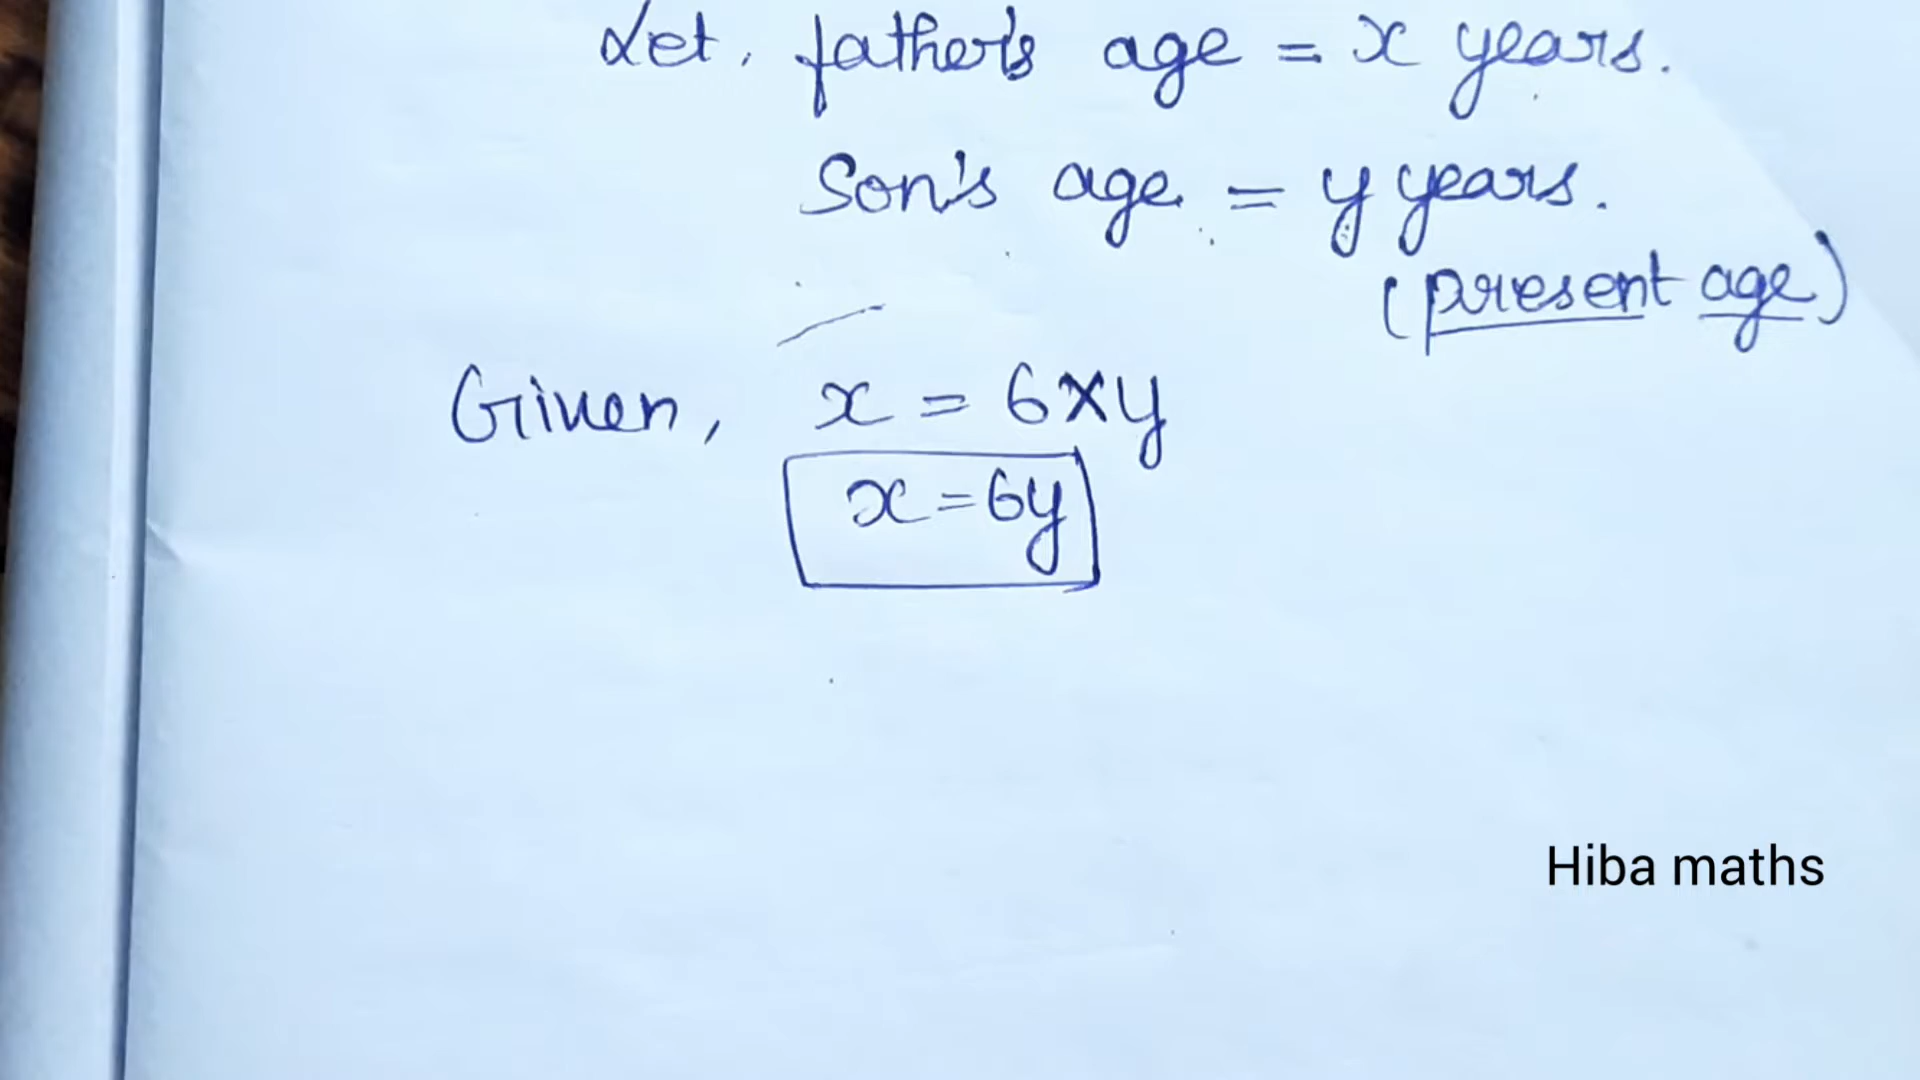 Let, father's age = x years.
Son's age = y years.
(present age)
Given, x = 6×y
x = 6y
Hiba maths